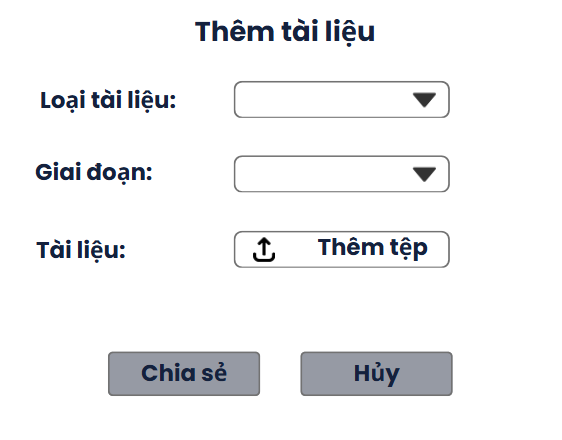 Thêm tài liệu
Loại tài liệu:
Giai đoạn:
Tài liệu:
Thêm tệp
Chia sẻ
Hủy